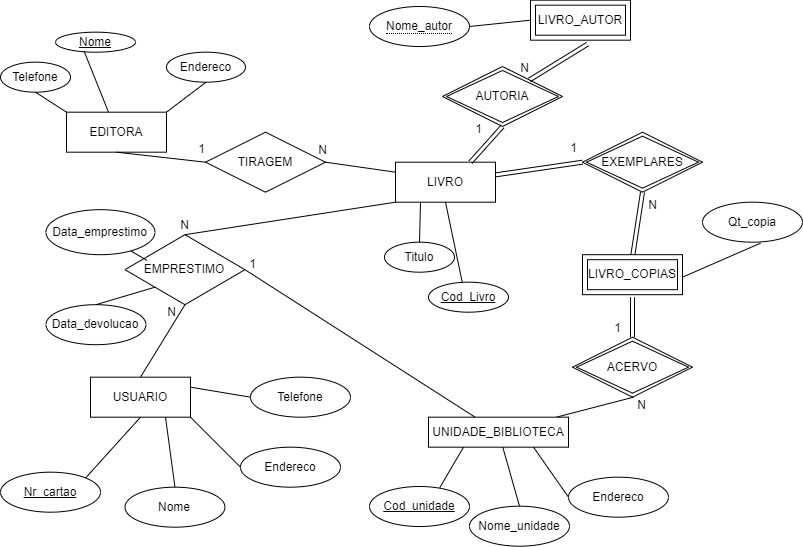 LIVRO_AUTOR
Nome_autor
Nome
Endereco
Telefone
N
AUTORIA
EDITORA
1
1
N
1
TIRAGEM
EXEMPLARES
LIVRO
N
Qt_copia
N
Data_emprestimo
Titulo
EMPRESTIMO
1
LIVRO_COPIAS
Cod_Livro
N
Data_devolucao
1
ACERVO
USUARIO
Telefone
N
UNIDADE_BIBLIOTECA
Endereco
Nr_cartao
Nome
Cod_unidade
Endereco
Nome_unidade